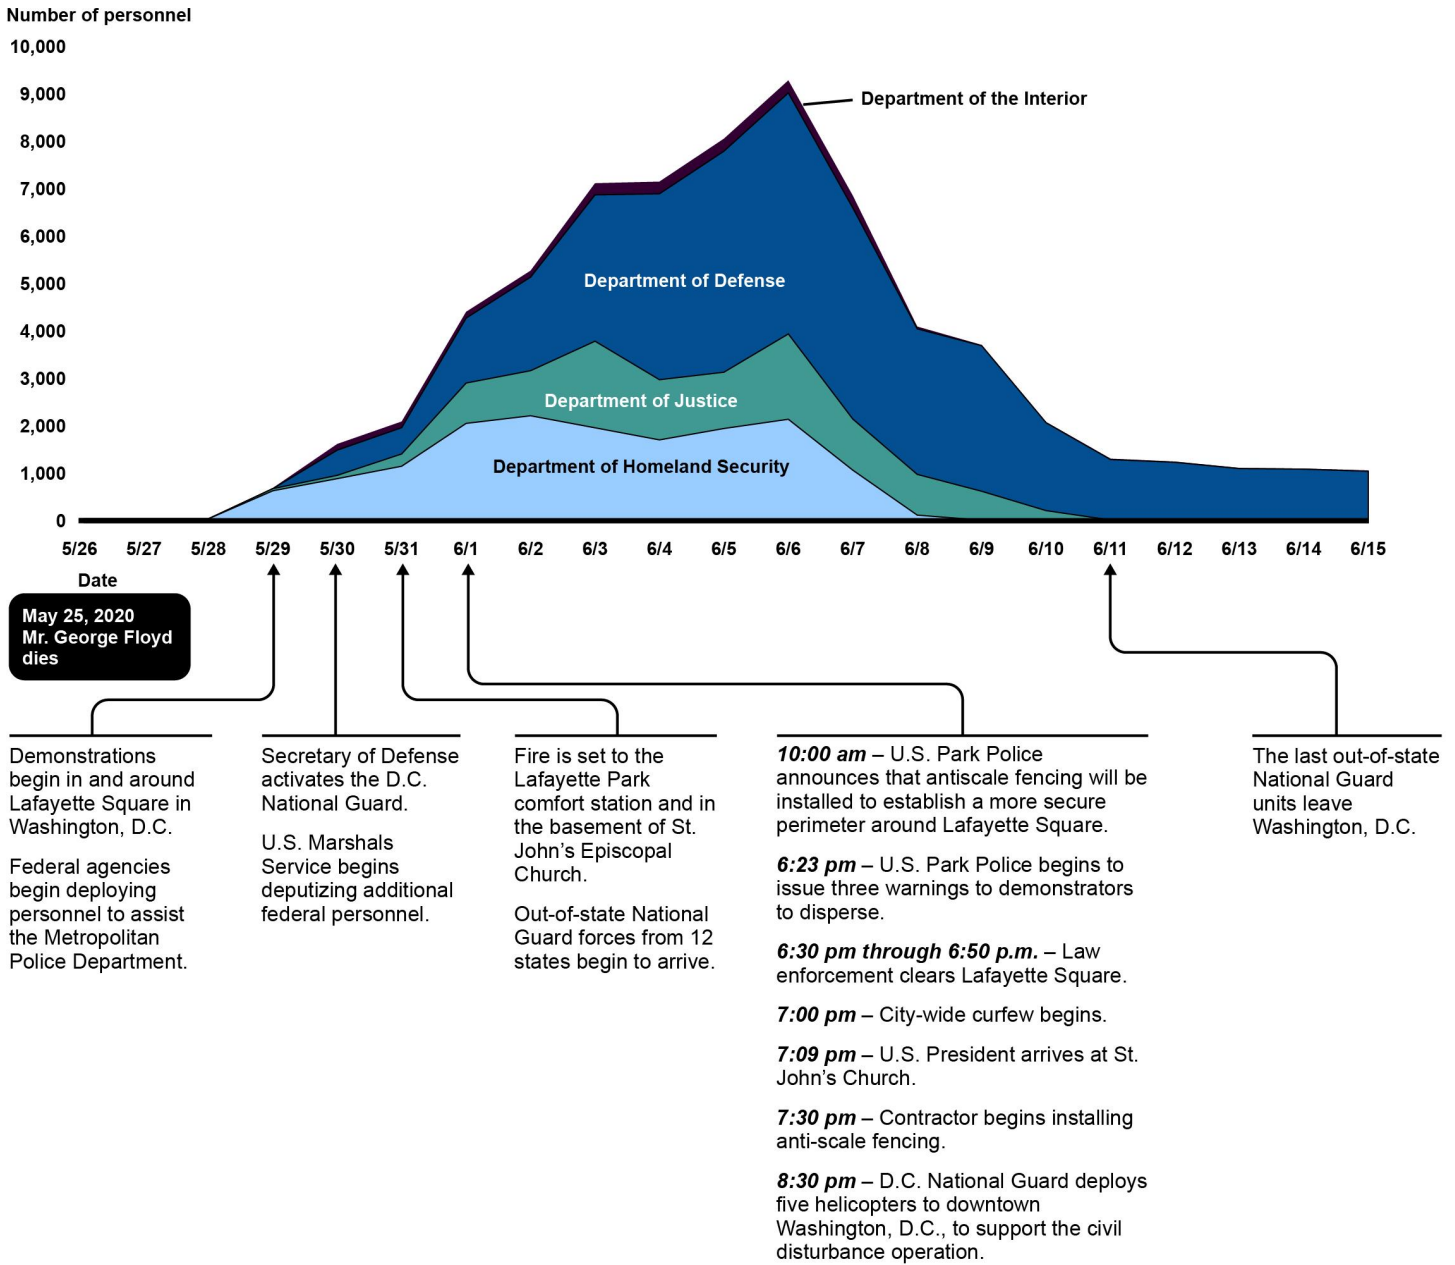 Number of personnel
10,000
9,000
8,000
7,000
6,000
5,000
4,000
3,000
2,000
1,000
0
Department of the Interior
Department of Defense
Department of Justice
Department of Homeland Security
5/26 5/27 5/28 5/29 5/30 5/31 6/1 6/2 6/3 6/4 6/5 6/6 6/7 6/8 6/9 6/10 6/11 6/12 6/13 6/14 6/15
Date
May 25, 2020
Mr. George Floyd
dies
Demonstrations
begin in and around
Lafayette Square in
Washington, D.C.
Federal agencies
begin deploying
personnel to assist
the Metropolitan
Police Department.
Secretary of Defense
activates the D.C.
National Guard.
U.S. Marshals
Service begins
deputizing additional
federal personnel.
Fire is set to the
Lafayette Park
comfort station and in
the basement of St.
John’s Episcopal
Church.
Out-of-state National
Guard forces from 12
states begin to arrive.
10:00 am – U.S. Park Police
announces that antiscale fencing will be
installed to establish a more secure
perimeter around Lafayette Square.
6:23 pm – U.S. Park Police begins to
issue three warnings to demonstrators
to disperse.
6:30 pm through 6:50 p.m. – Law
enforcement clears Lafayette Square.
7:00 pm – City-wide curfew begins.
7:09 pm – U.S. President arrives at St.
John’s Church.
7:30 pm – Contractor begins installing
anti-scale fencing.
8:30 pm – D.C. National Guard deploys
five helicopters to downtown
Washington, D.C., to support the civil
disturbance operation.
The last out-of-state
National Guard
units leave
Washington, D.C.